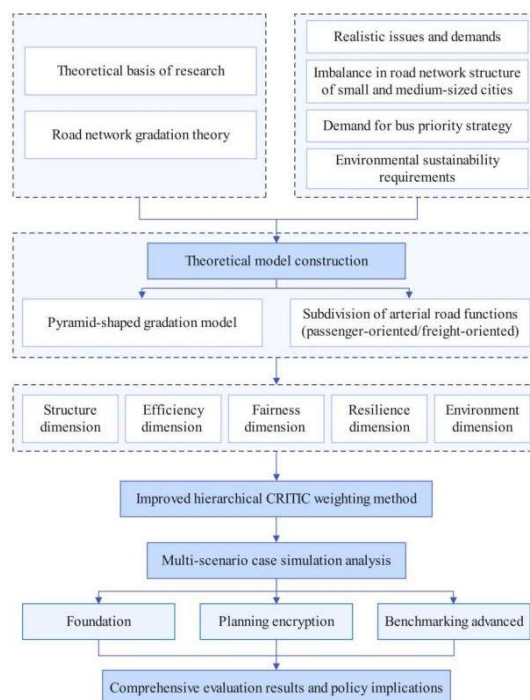 Theoretical basis of research
Road network gradation theory
Realistic issues and demands
Imbalance in road network structure
of small and medium-sized cities
Demand for bus priority strategy
Environmental sustainability
requirements
Theoretical model construction
Pyramid-shaped gradation model
Subdivision of arterial road functions
(passenger-oriented/freight-oriented)
Structure
dimension
Efficiency
dimension
Fairness
dimension
Resilience
dimension
Environment
dimension
Improved hierarchical CRITIC weighting method
Multi-scenario case simulation analysis
Foundation
Planning encryption
Benchmarking advanced
Comprehensive evaluation results and policy implications